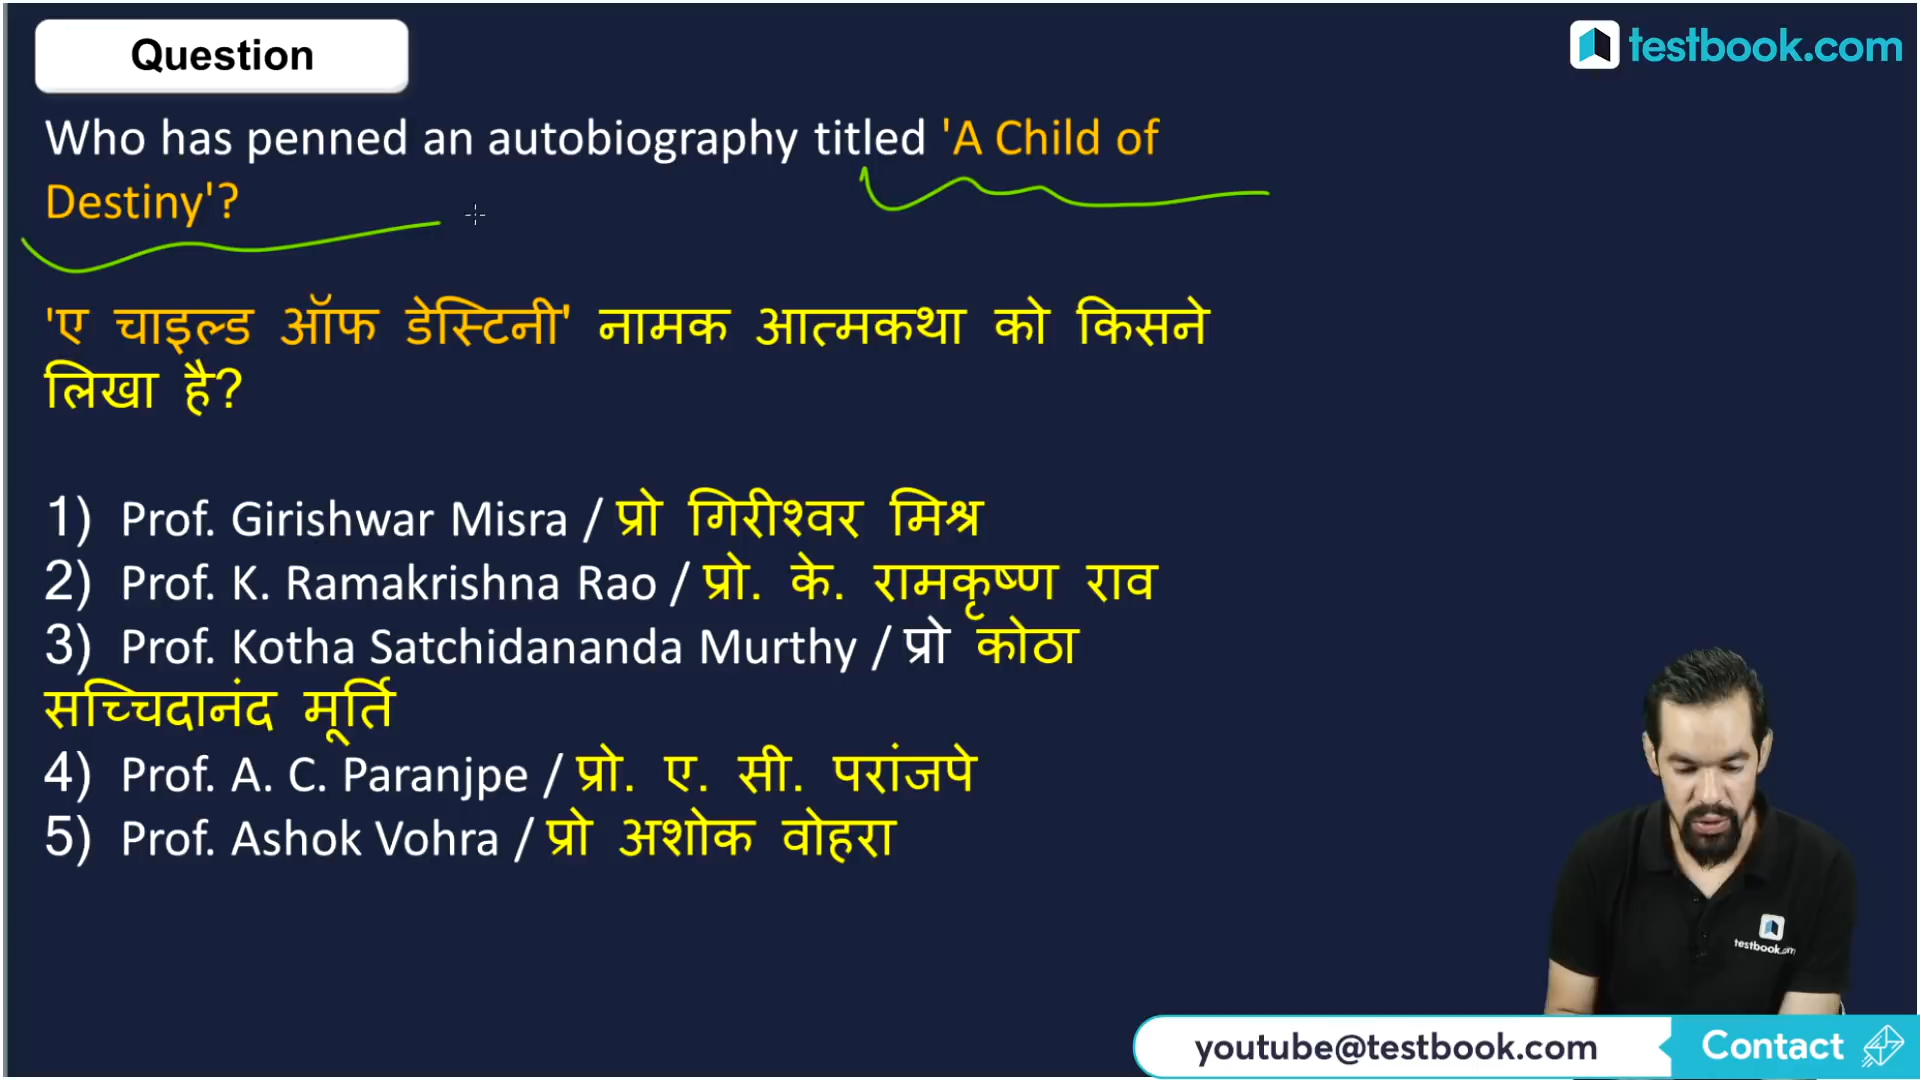 Question
testbook.com
Who has penned an autobiography titled 'A Child of
Destiny'?
'ए चाइल्ड ऑफ डेस्टिनी' नामक आत्मकथा को किसने
लिखा है?
1) Prof. Girishwar Misra / प्रो गिरीश्वर मिश्र
2) Prof. K. Ramakrishna Rao / प्रो. के. रामकृष्ण राव
3) Prof. Kotha Satchidananda Murthy / प्रो कोठा
सच्चिदानंद मूर्ति
4) Prof. A. C. Paranjpe / प्रो. ए. सी. परांजपे
5) Prof. Ashok Vohra / प्रो अशोक वोहरा
testbook.com
youtube@testbook.com
Contact